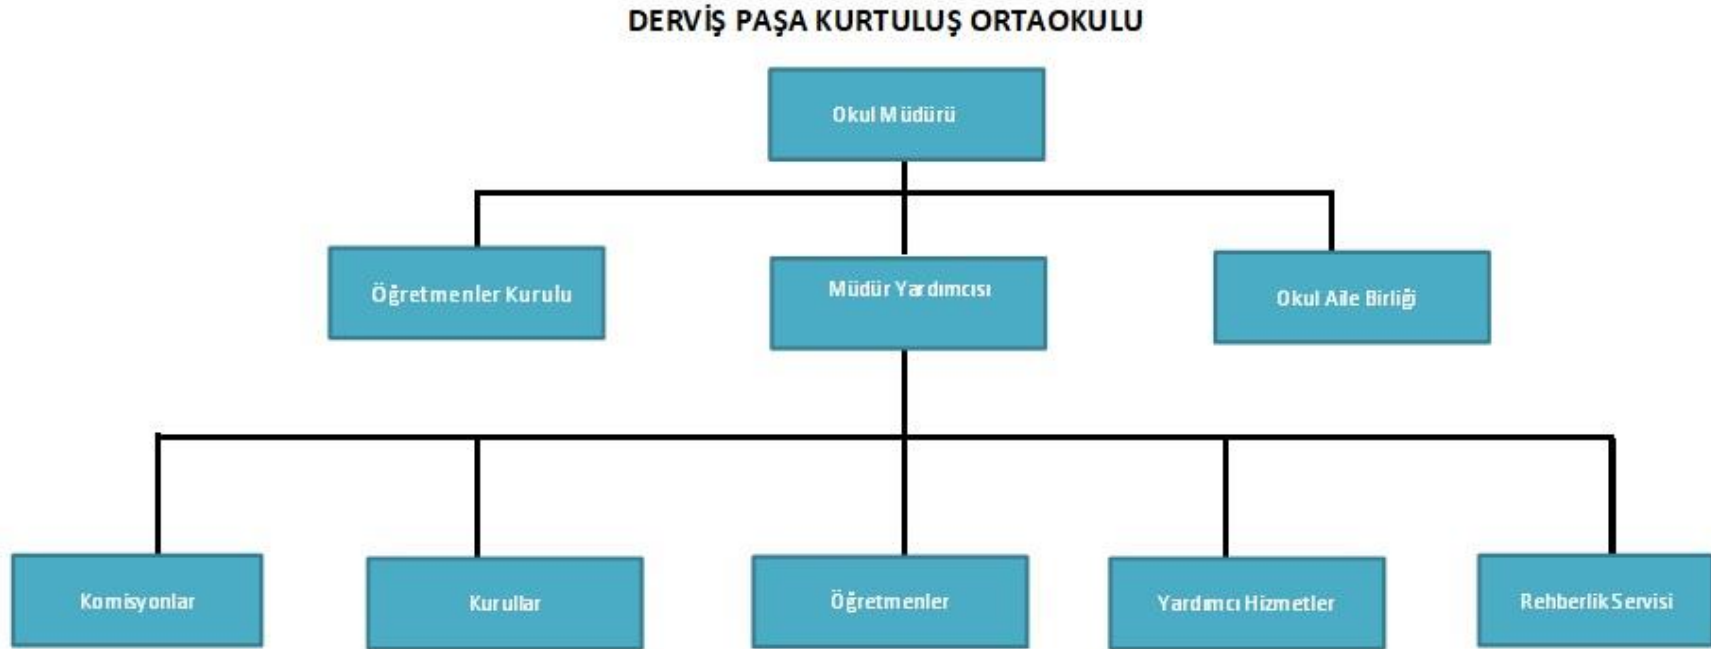 DERVİŞ PAŞA KURTULUŞ ORTAOKULU
Okul Müdürü
Öğretmenler Kurulu
Müdür Yardımcısı
Okul Aile Birliği
Komisyonlar
Kurullar
Öğretmenler
Yardımcı Hizmetler
Rehberlik Servisi